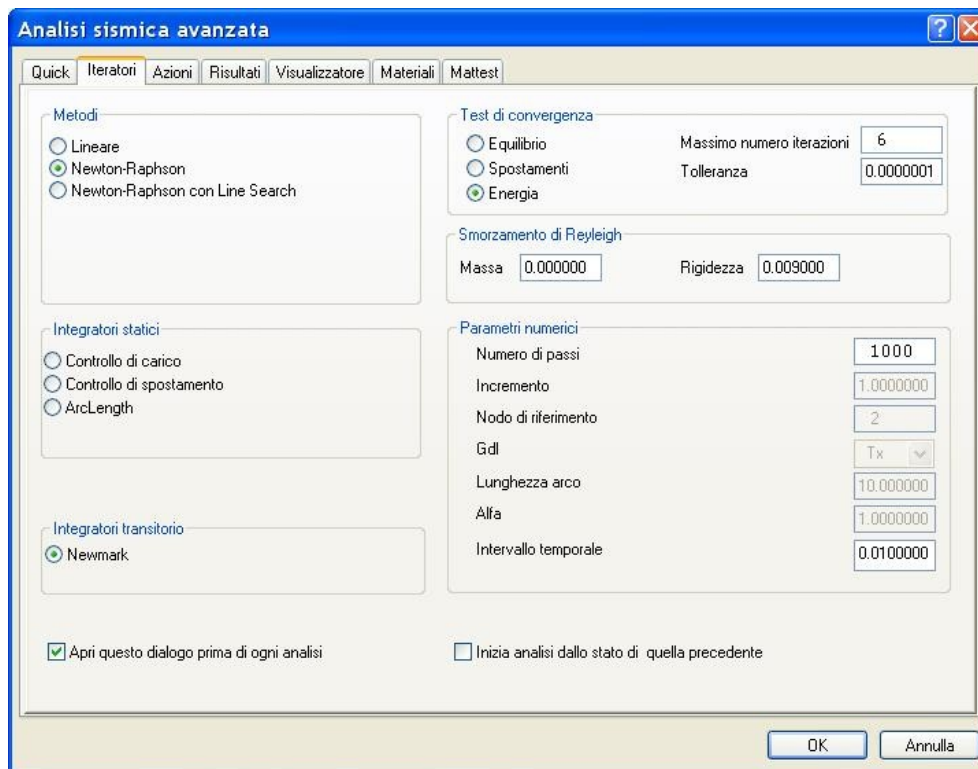 Analisi sismica avanzata
Quick Iteratori Azioni Risultati Visualizzatore Materiali Mattest
Metodi
Lineare
Newton-Raphson
Newton-Raphson con Line Search
Test di convergenza
Equilibrio
Spostamenti
Energia
Massimo numero iterazioni 6
Tolleranza 0.0000001
Smorzamento di Reyleigh
Massa 0.000000 Rigidezza 0.009000
Integratori statici
Controllo di carico
Controllo di spostamento
ArcLength
Parametri numerici
Numero di passi 1000
Incremento 1.0000000
Nodo di riferimento 2
Gdl Tx
Lunghezza arco 10.000000
Alfa 1.0000000
Intervallo temporale 0.0100000
Integratori transitorio
Newmark
Apri questo dialogo prima di ogni analisi
Inizia analisi dallo stato di quella precedente
OK Annulla